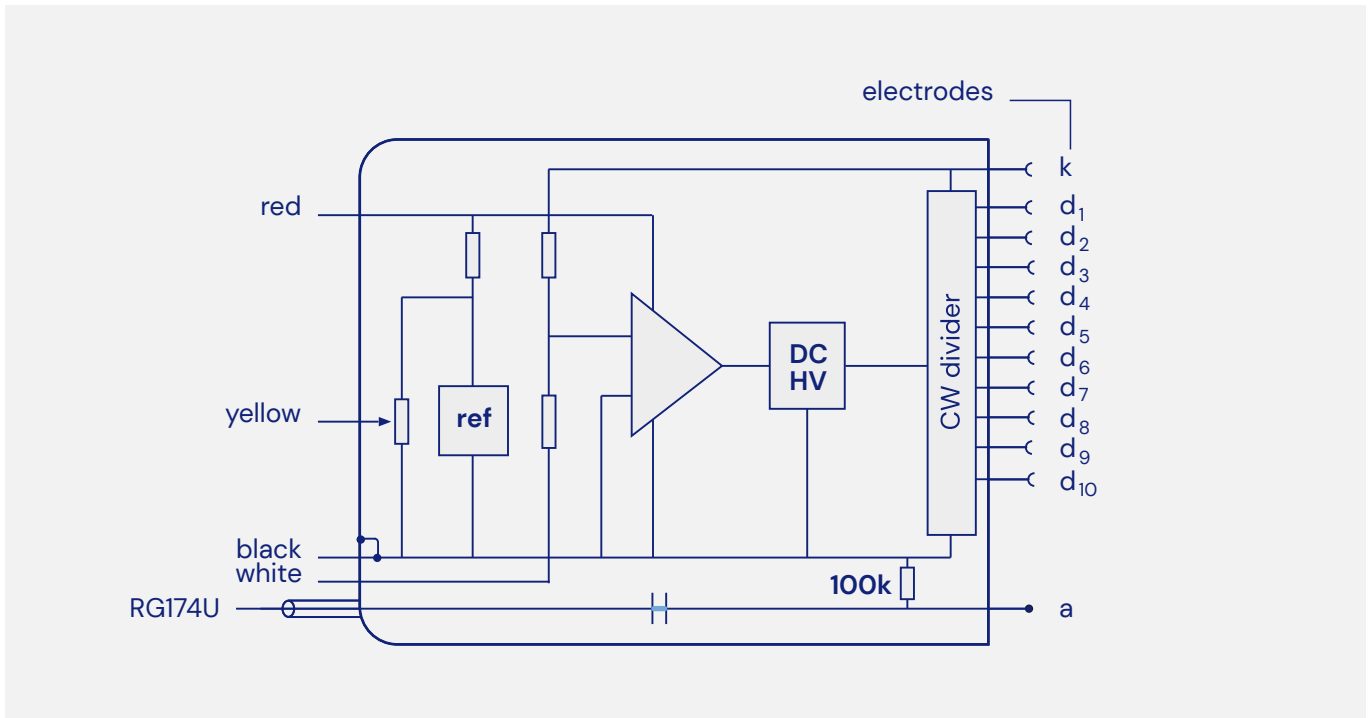 electrodes
k
red
d1
d2
d3
d4
d5
DC
HV
CW divider
d6
d7
yellow
ref
d8
d9
d10
black
white
100k
RG174U
a